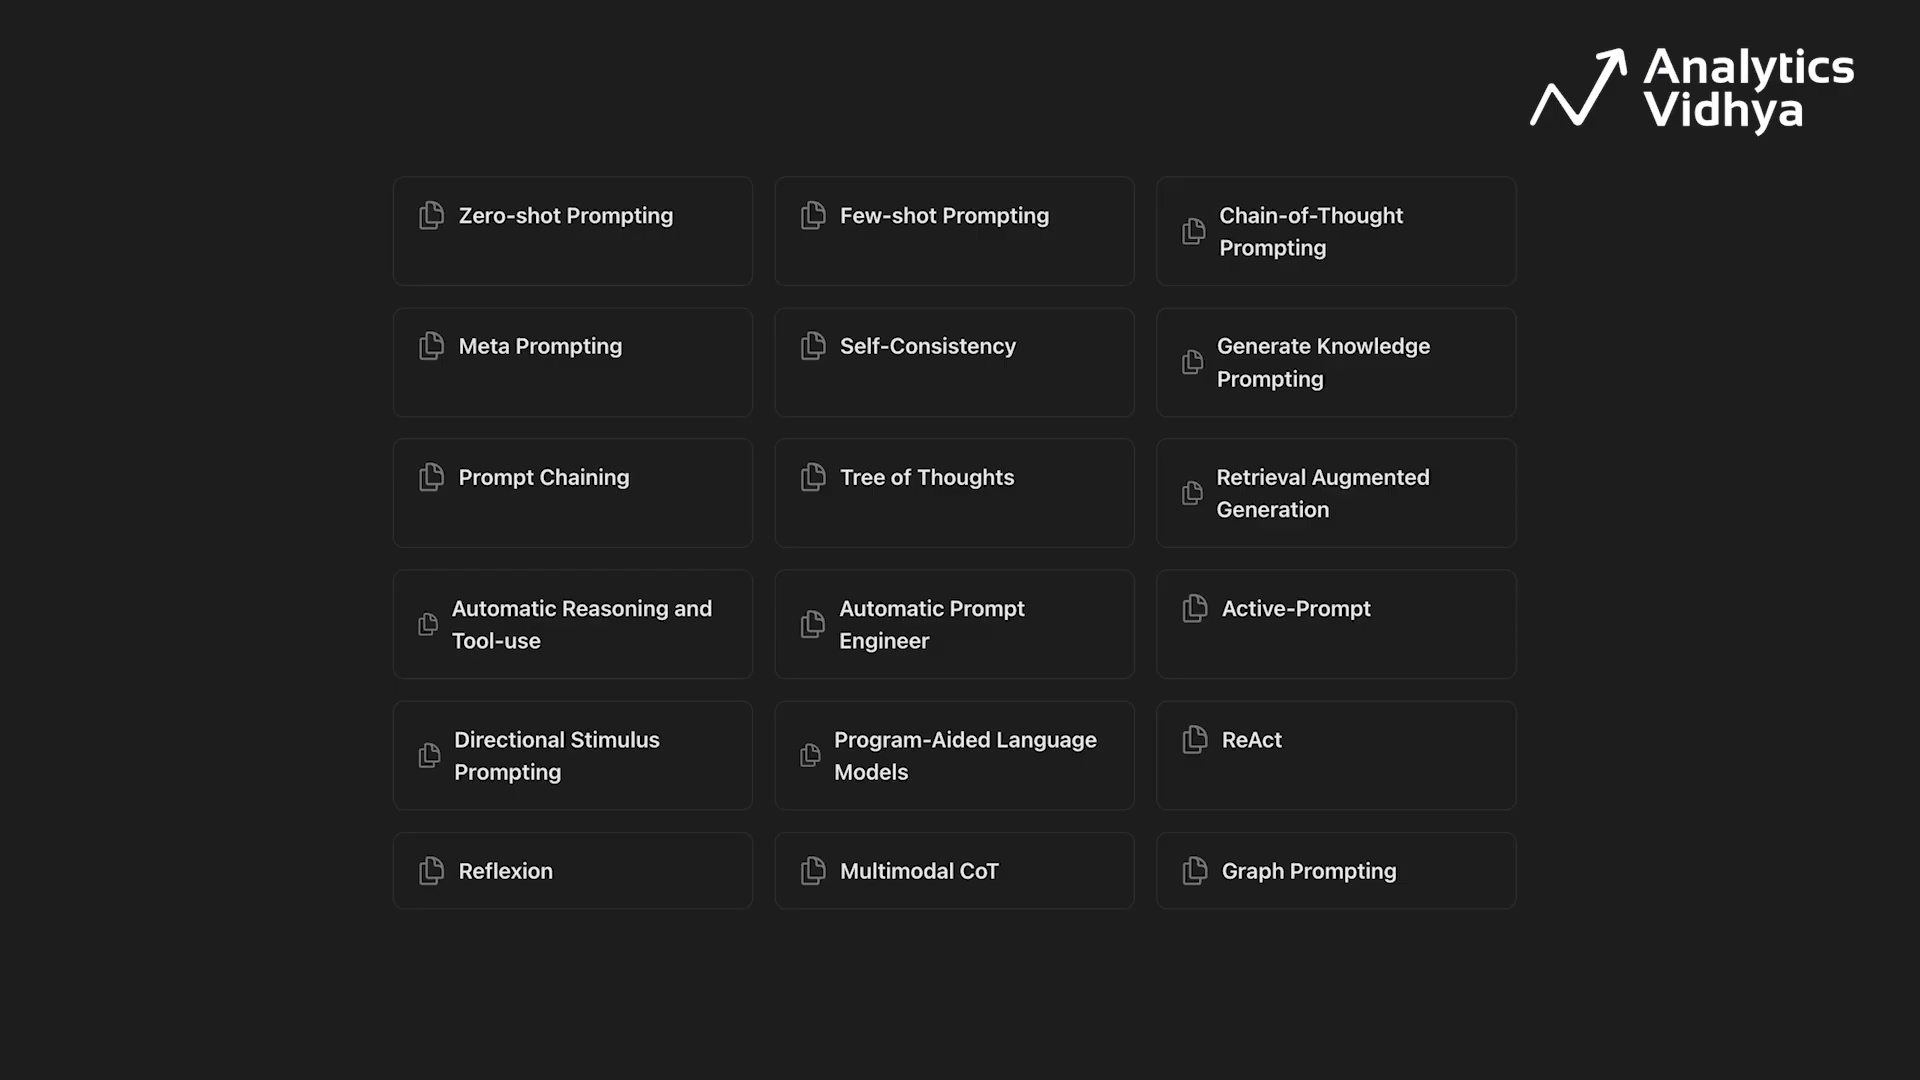 Analytics
Vidhya
Zero-shot Prompting
Few-shot Prompting
Chain-of-Thought
Prompting
Meta Prompting
Self-Consistency
Generate Knowledge
Prompting
Prompt Chaining
Tree of Thoughts
Retrieval Augmented
Generation
Automatic Reasoning and
Tool-use
Automatic Prompt
Engineer
Active-Prompt
Directional Stimulus
Prompting
Program-Aided Language
Models
ReAct
Reflexion
Multimodal CoT
Graph Prompting